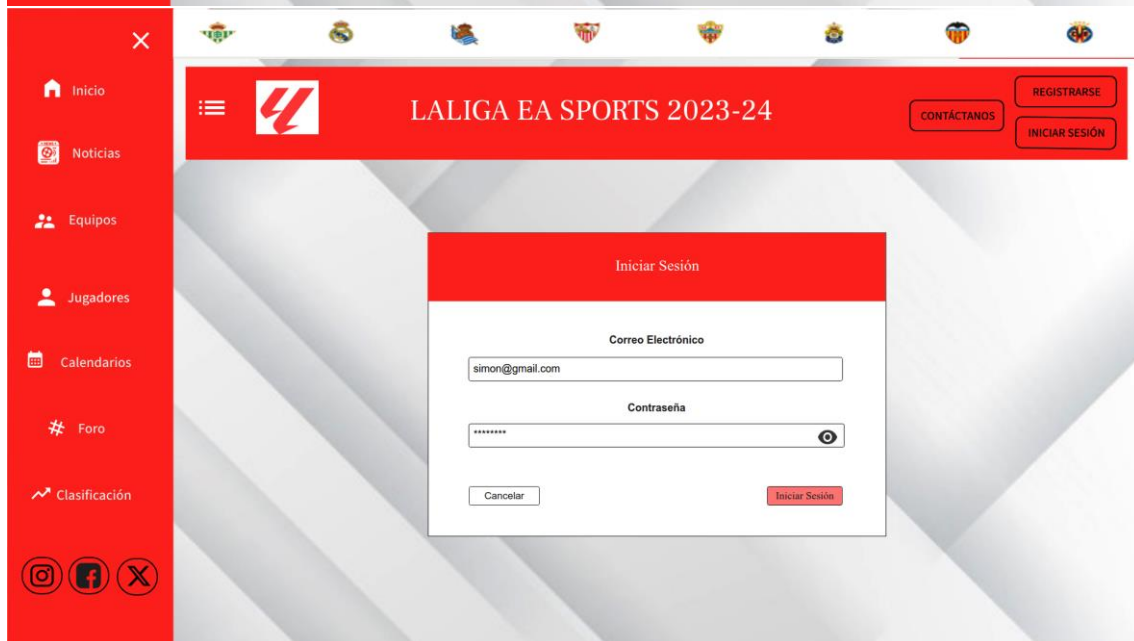 Inicio
Noticias
Equipos
Jugadores
Calendarios
Foro
Clasificación
LALIGA EA SPORTS 2023-24
CONTÁCTANOS
REGISTRARSE
INICIAR SESIÓN
Iniciar Sesión
Correo Electrónico
simon@gmail.com
Contraseña
********
Cancelar
Iniciar Sesión